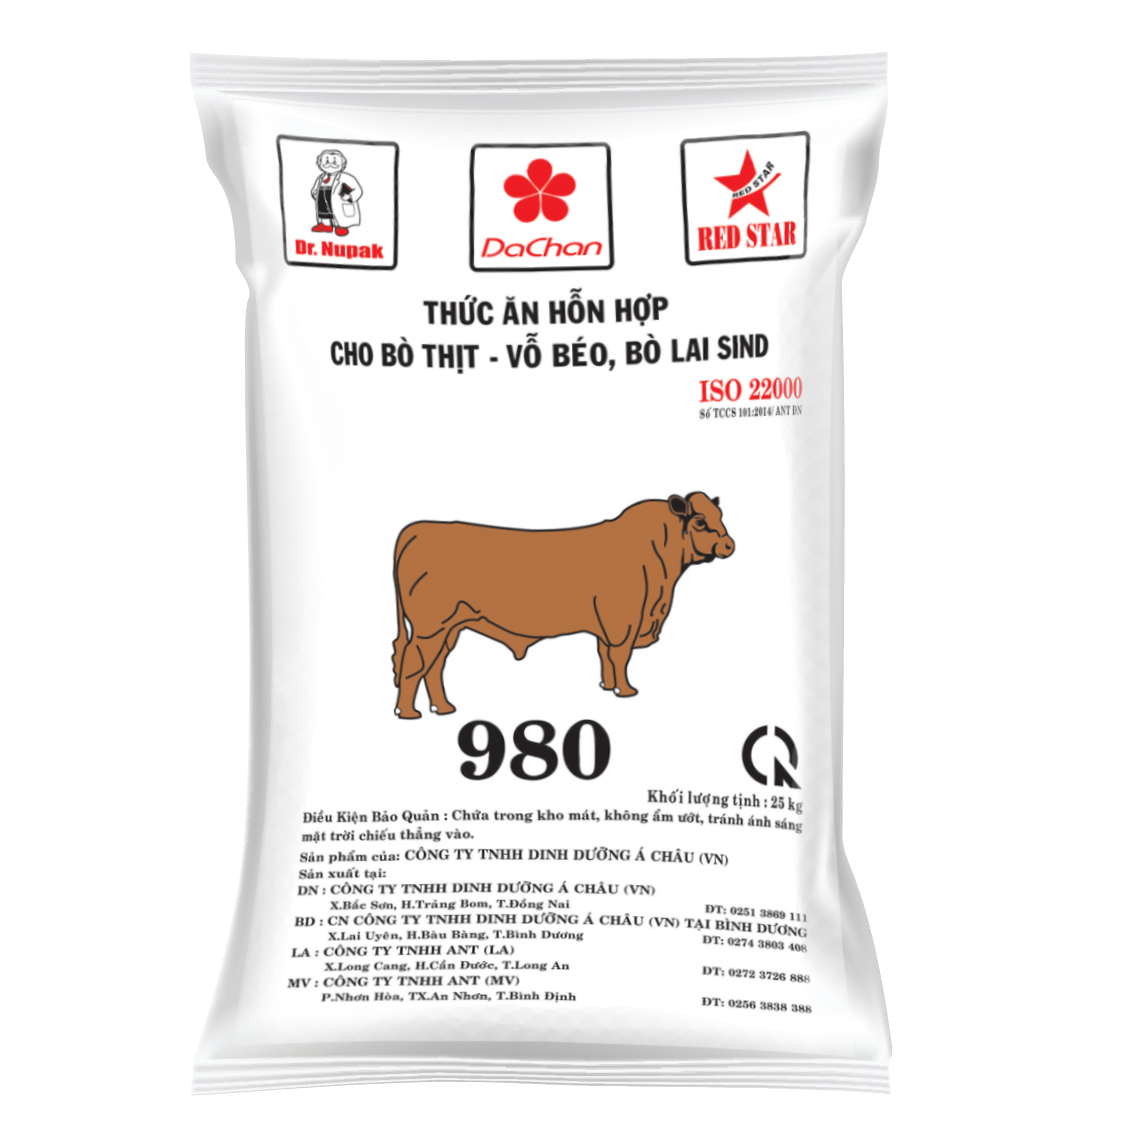 Dr. Nupak
DaChan
RED STAR
RED STAR
THỨC ĂN HỖN HỢP
CHO BÒ THỊT - VỖ BÉO, BÒ LAI SIND
ISO 22000
Số TCCS 101:2014/ ANT ĐN
980
Khối lượng tịnh : 25 kg
Điều Kiện Bảo Quản : Chứa trong kho mát, không ẩm ướt, tránh ánh sáng
mặt trời chiếu thẳng vào.
Sản phẩm của: CÔNG TY TNHH DINH DƯỠNG Á CHÂU (VN)
Sản xuất tại:
DN : CÔNG TY TNHH DINH DƯỠNG Á CHÂU (VN)
X.Bắc Sơn, H.Trảng Bom, T.Đồng Nai ĐT: 0251 3869 111
BD : CN CÔNG TY TNHH DINH DƯỠNG Á CHÂU (VN) TẠI BÌNH DƯƠNG
X.Lai Uyên, H.Bàu Bàng, T.Bình Dương ĐT: 0274 3803 408
LA : CÔNG TY TNHH ANT (LA)
X.Long Cang, H.Cần Đước, T.Long An ĐT: 0272 3726 888
MV : CÔNG TY TNHH ANT (MV)
P.Nhơn Hòa, TX.An Nhơn, T.Bình Định ĐT: 0256 3838 388